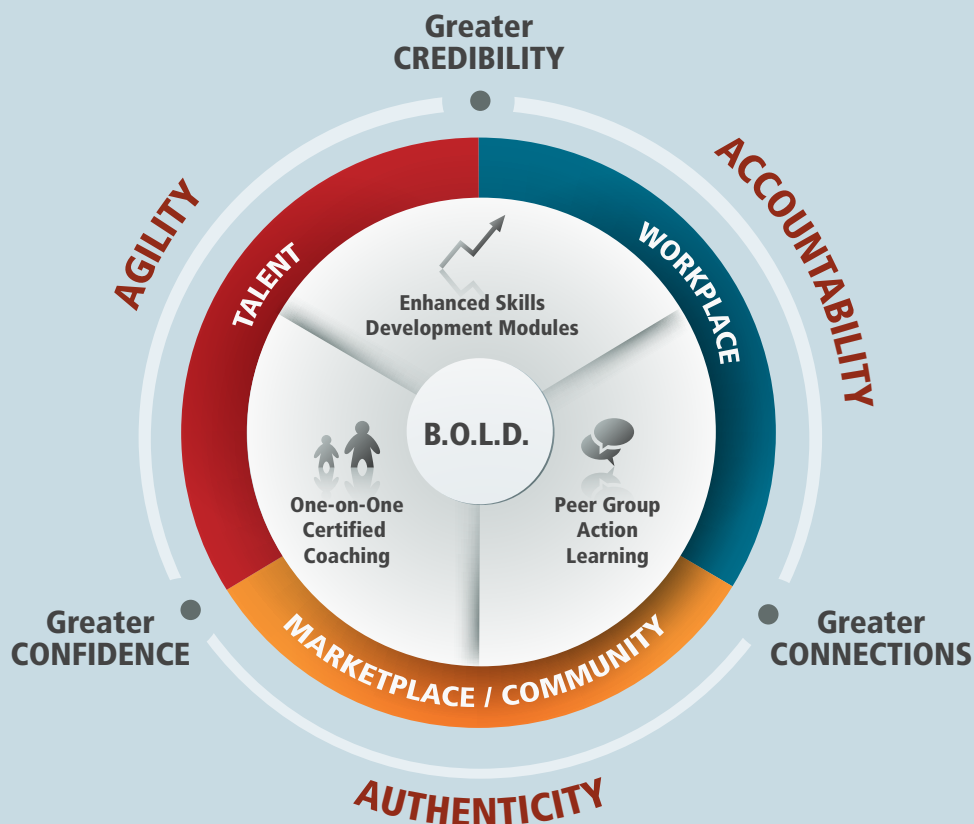 Greater
CREDIBILITY
AGILITY
ACCOUNTABILITY
TALENT
WORKPLACE
Enhanced Skills
Development Modules
B.O.L.D.
One-on-One
Certified
Coaching
Peer Group
Action
Learning
Greater
CONFIDENCE
MARKETPLACE / COMMUNITY
Greater
CONNECTIONS
AUTHENTICITY